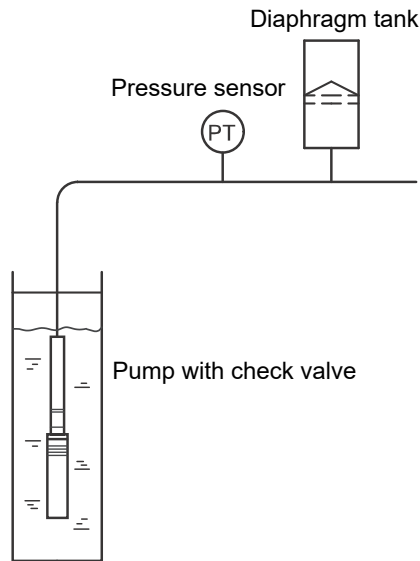 Diaphragm tank
Pressure sensor
PT
Pump with check valve